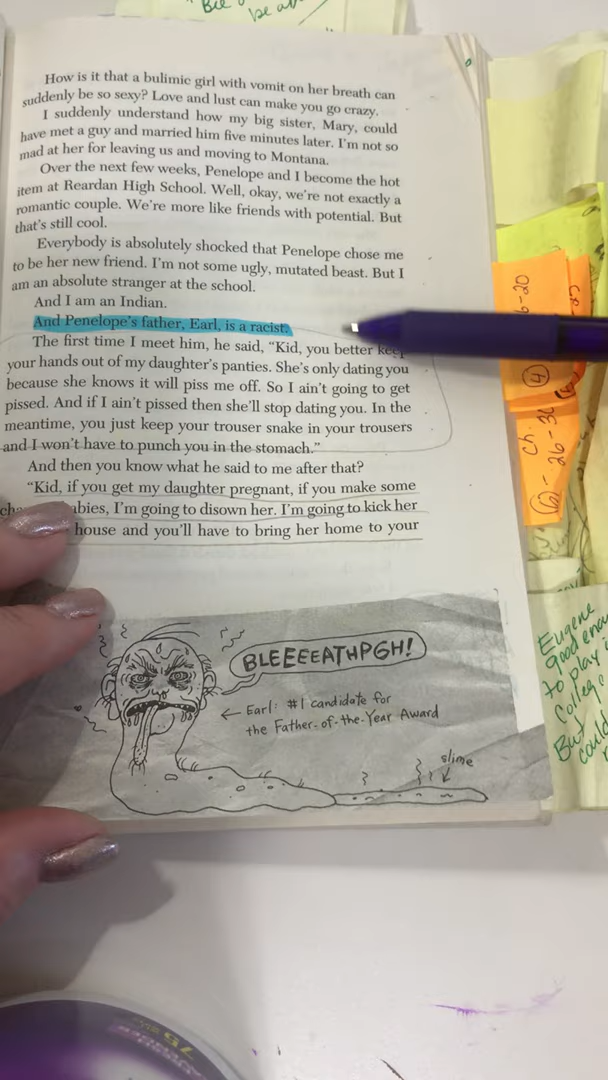 Bee
be a
How is it that a bulimic girl with vomit on her breath can
suddenly be so sexy? Love and lust can make you go crazy.
I suddenly understand how my big sister, Mary, could
have met a guy and married him five minutes later. I'm not so
mad at her for leaving us and moving to Montana.
Over the next few weeks, Penelope and I become the hot
item at Reardan High School. Well, okay, we're not exactly a
romantic couple. We're more like friends with potential. But
that's still cool.
Everybody is absolutely shocked that Penelope chose me
to be her new friend. I'm not some ugly, mutated beast. But I
am an absolute stranger at the school.
And I am an Indian.
And Penelope's father, Earl, is a racist.
The first time I meet him, he said, “Kid, you better keep
your hands out of my daughter's panties. She's only dating you
because she knows it will piss me off. So I ain't going to get
pissed. And if I ain't pissed then she'll stop dating you. In the
meantime, you just keep your trouser snake in your trousers
and I won't have to punch you in the stomach.”
And then you know what he said to me after that?
“Kid, if you get my daughter pregnant, if you make some
abies, I'm going to disown her. I'm going to kick her
house and you'll have to bring her home to your
BLEEEEATHPGH!
← Earl: #1 candidate for
the Father-of-the-Year Award
slime
6-20
4
ch.
6 - 26-30
Eugene
good enou
to play i
college
But
could
75